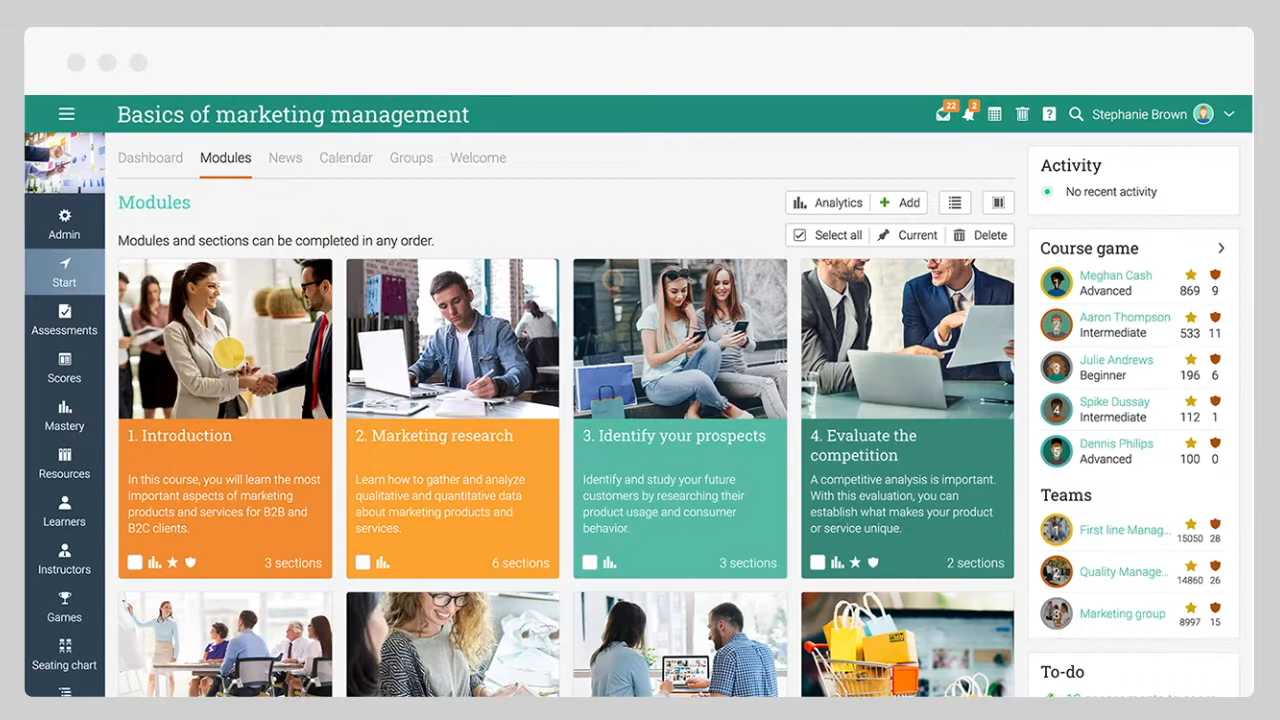 Basics of marketing management
22
2
?
Stephanie Brown
Admin
Start
Assessments
Scores
Mastery
Resources
Learners
Instructors
Games
Seating chart
Dashboard
Modules
News
Calendar
Groups
Welcome
Modules
Analytics
Add
Modules and sections can be completed in any order.
Select all
Current
Delete
1. Introduction
In this course, you will learn the most
important aspects of marketing
products and services for B2B and
B2C clients.
3 sections
2. Marketing research
Learn how to gather and analyze
qualitative and quantitative data
about marketing products and
services.
6 sections
3. Identify your prospects
Identify and study your future
customers by researching their
product usage and consumer
behavior.
3 sections
4. Evaluate the
competition
A competitive analysis is important.
With this evaluation, you can
establish what makes your product
or service unique.
2 sections
Activity
No recent activity
Course game
1
Meghan Cash
Advanced
869 9
2
Aaron Thompson
Intermediate
533 11
3
Julie Andrews
Beginner
196 6
4
Spike Dussay
Intermediate
112 1
5
Dennis Philips
Advanced
100 0
Teams
1
First line Manag...
15050 28
2
Quality Manage...
14860 26
3
Marketing group
8997 15
To-do